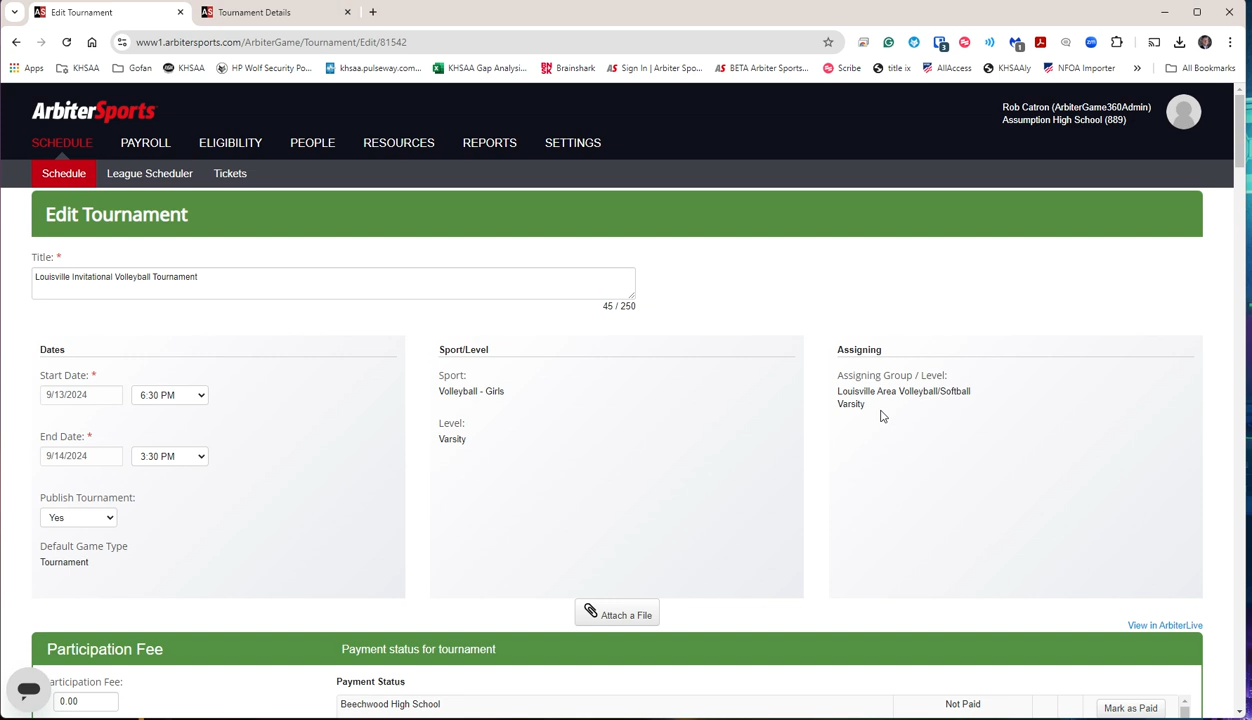 Edit Tournament
Tournament Details
www1.arbitersports.com/ArbiterGame/Tournament/Edit/81542
Apps KHSAA Gofan KHSAA HP Wolf Security Po... khsaa.pulseway.com... KHSAA Gap Analysi... Brainshark Sign In | Arbiter Spo... BETA Arbiter Sports... Scribe title ix AllAccess KHSAAly NFOA Importer » All Bookmarks
ArbiterSports
Rob Catron (ArbiterGame360Admin)
Assumption High School (889)
SCHEDULE PAYROLL ELIGIBILITY PEOPLE RESOURCES REPORTS SETTINGS
Schedule League Scheduler Tickets
Edit Tournament
Title: *
Louisville Invitational Volleyball Tournament
45 / 250
Dates
Start Date: *
9/13/2024 6:30 PM
End Date: *
9/14/2024 3:30 PM
Publish Tournament:
Yes
Default Game Type
Tournament
Sport/Level
Sport:
Volleyball - Girls
Level:
Varsity
Assigning
Assigning Group / Level:
Louisville Area Volleyball/Softball
Varsity
Attach a File
View in ArbiterLive
Participation Fee Payment status for tournament
articipation Fee:
0.00
Payment Status
Beechwood High School Not Paid Mark as Paid